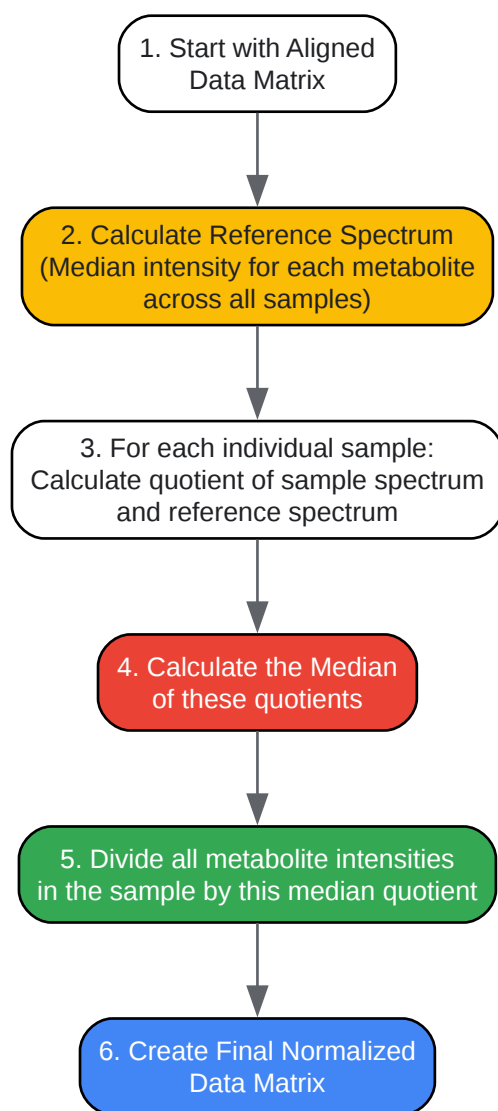 1. Start with Aligned
Data Matrix
2. Calculate Reference Spectrum
(Median intensity for each metabolite
across all samples)
3. For each individual sample:
Calculate quotient of sample spectrum
and reference spectrum
4. Calculate the Median
of these quotients
5. Divide all metabolite intensities
in the sample by this median quotient
6. Create Final Normalized
Data Matrix